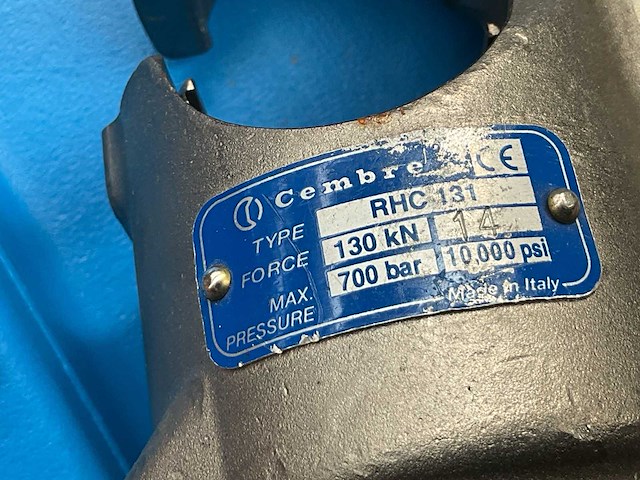 Cembre CE
TYPE RHC 131
FORCE 130 kN 14
MAX. PRESSURE 700 bar 10,000 psi
Made in Italy